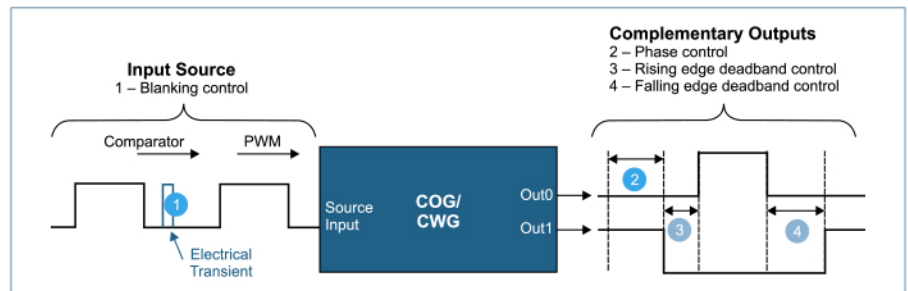 Complementary Outputs
2 – Phase control
3 – Rising edge deadband control
4 – Falling edge deadband control
Input Source
1 – Blanking control
Comparator
PWM
1
Electrical
Transient
Source
Input
COG/
CWG
Out0
Out1
2
3
4